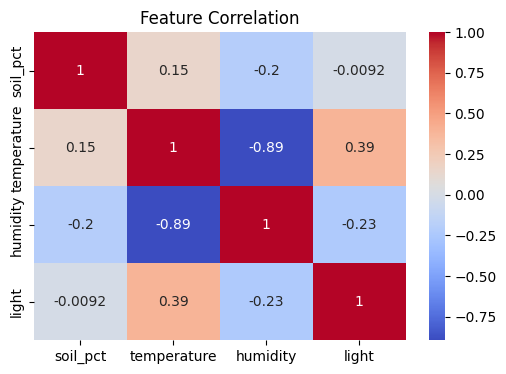 Feature Correlation
soil_pct
1
0.15
-0.2
-0.0092
temperature
0.15
1
-0.89
0.39
humidity
-0.2
-0.89
1
-0.23
light
-0.0092
0.39
-0.23
1
soil_pct
temperature
humidity
light
1.00
0.75
0.50
0.25
0.00
−0.25
−0.50
−0.75